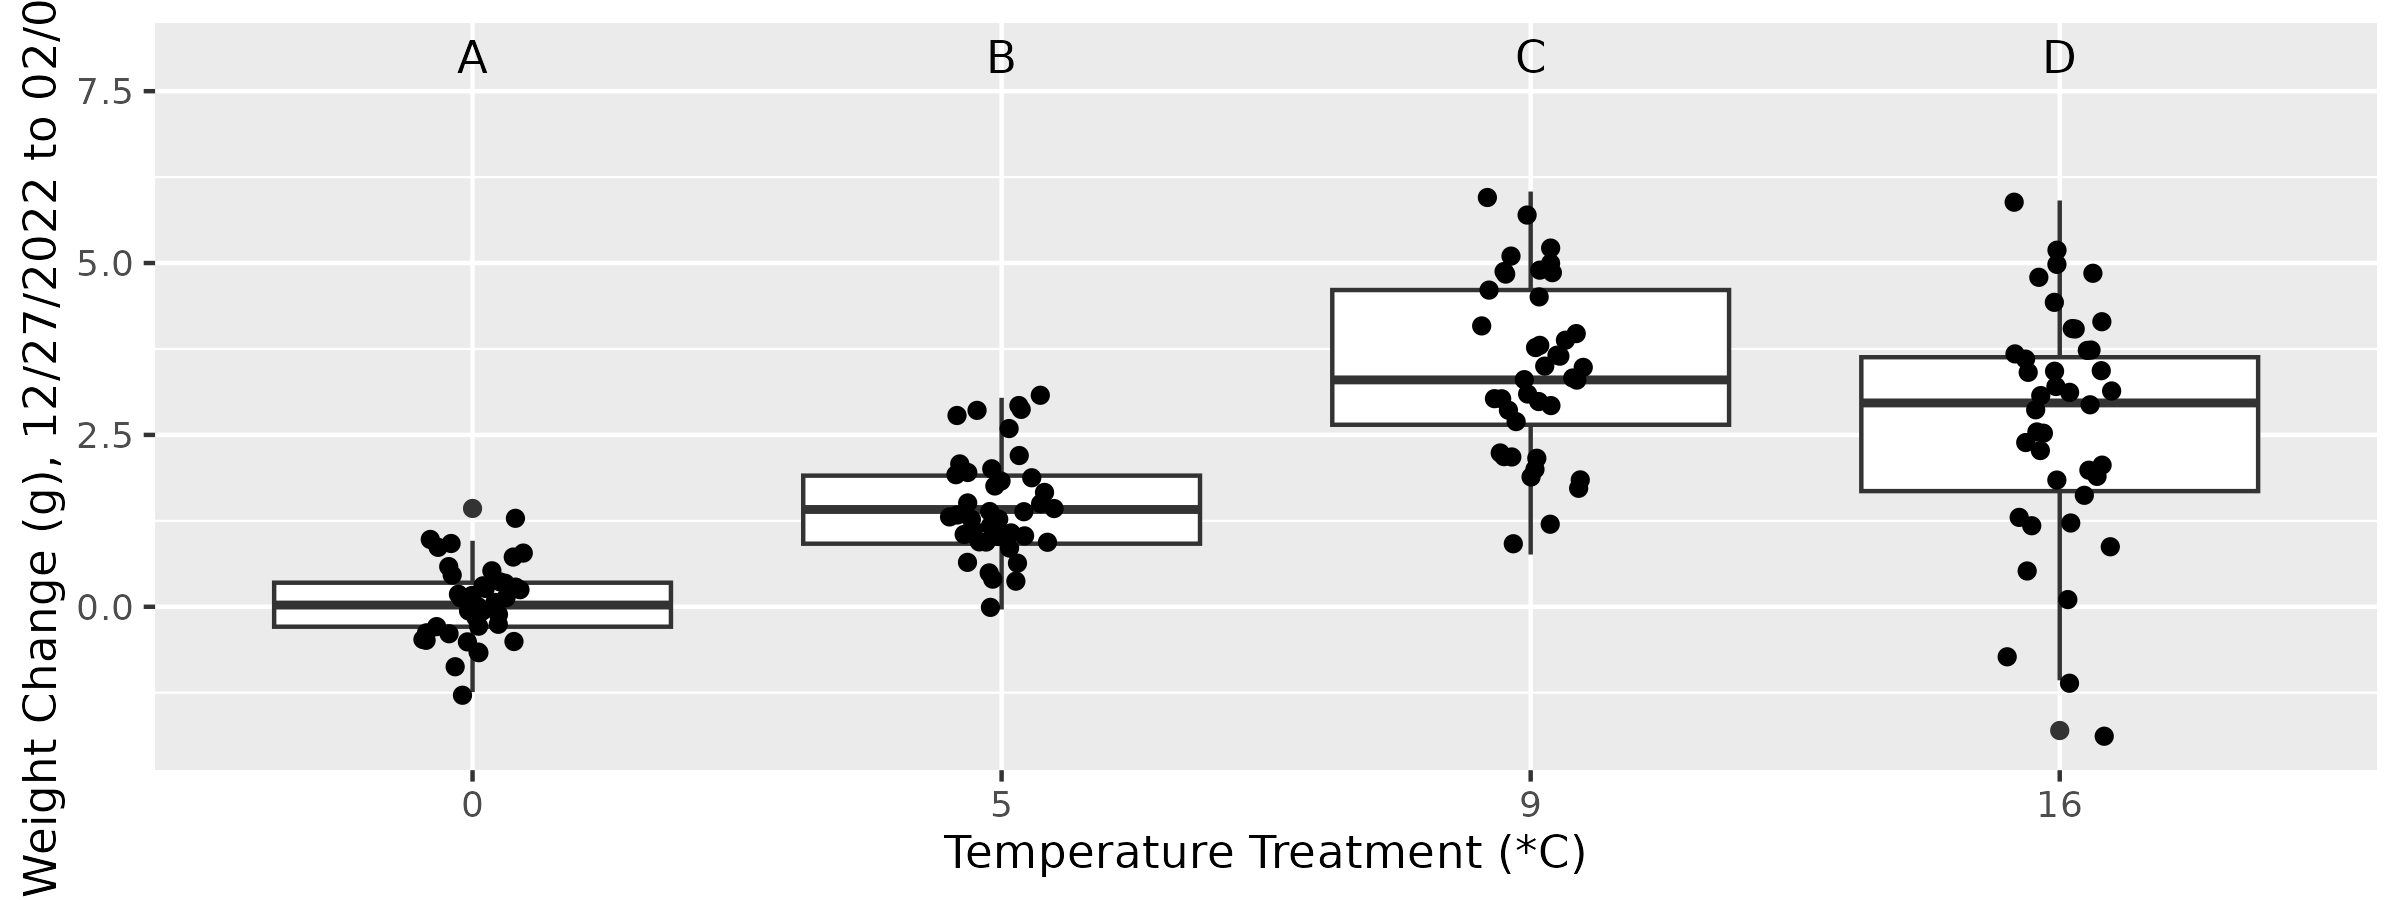 Weight Change (g), 12/27/2022 to 02/0
A B C D
7.5
5.0
2.5
0.0
0 5 9 16
Temperature Treatment (*C)